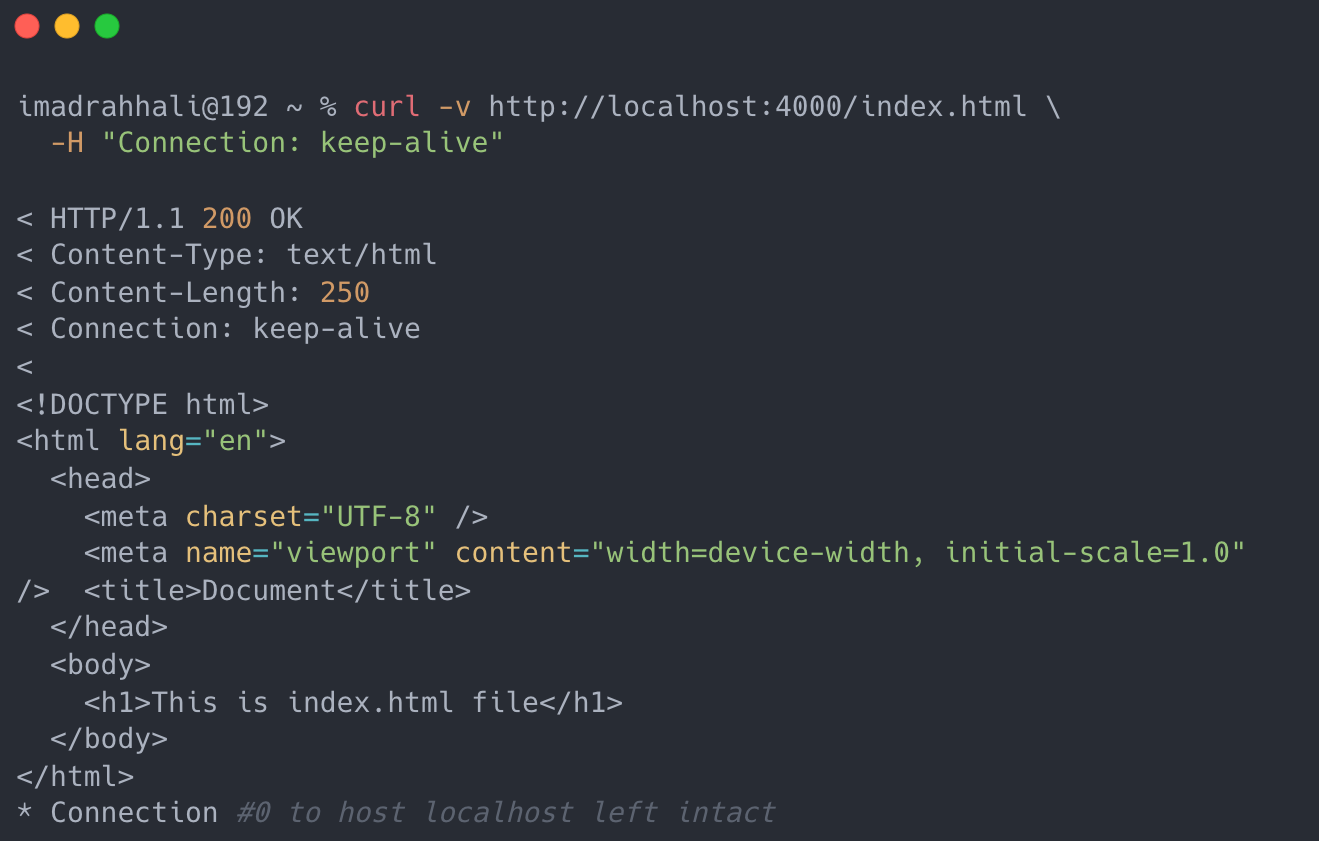 imadrahhali@192 ~ % curl -v http://localhost:4000/index.html \
  -H "Connection: keep-alive"

< HTTP/1.1 200 OK
< Content-Type: text/html
< Content-Length: 250
< Connection: keep-alive
<
<!DOCTYPE html>
<html lang="en">
  <head>
    <meta charset="UTF-8" />
    <meta name="viewport" content="width=device-width, initial-scale=1.0"
/>  <title>Document</title>
  </head>
  <body>
    <h1>This is index.html file</h1>
  </body>
</html>
* Connection #0 to host localhost left intact